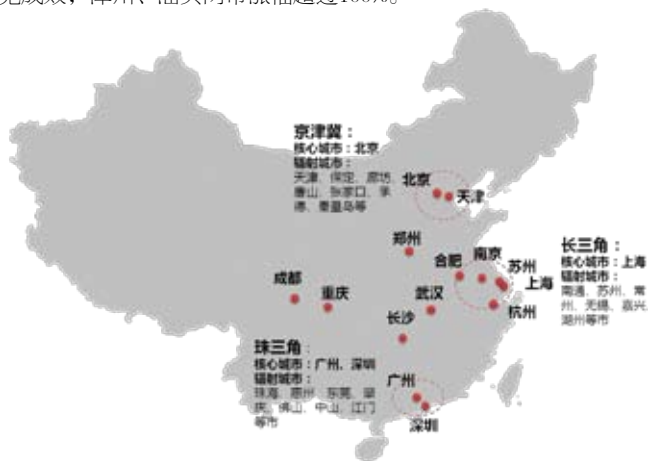 超过100%。
京津冀：
核心城市：北京
辐射城市：
天津、保定、廊坊、
唐山、张家口、承
德、秦皇岛等
北京
天津
郑州
合肥
南京
苏州
上海
杭州
长三角：
核心城市：上海
辐射城市：
南通、苏州、常
州、无锡、嘉兴、
湖州等市
成都
重庆
武汉
长沙
珠三角：
核心城市：广州、深圳
辐射城市：
珠海、惠州、东莞、肇
庆、佛山、中山、江门
等市
广州
深圳